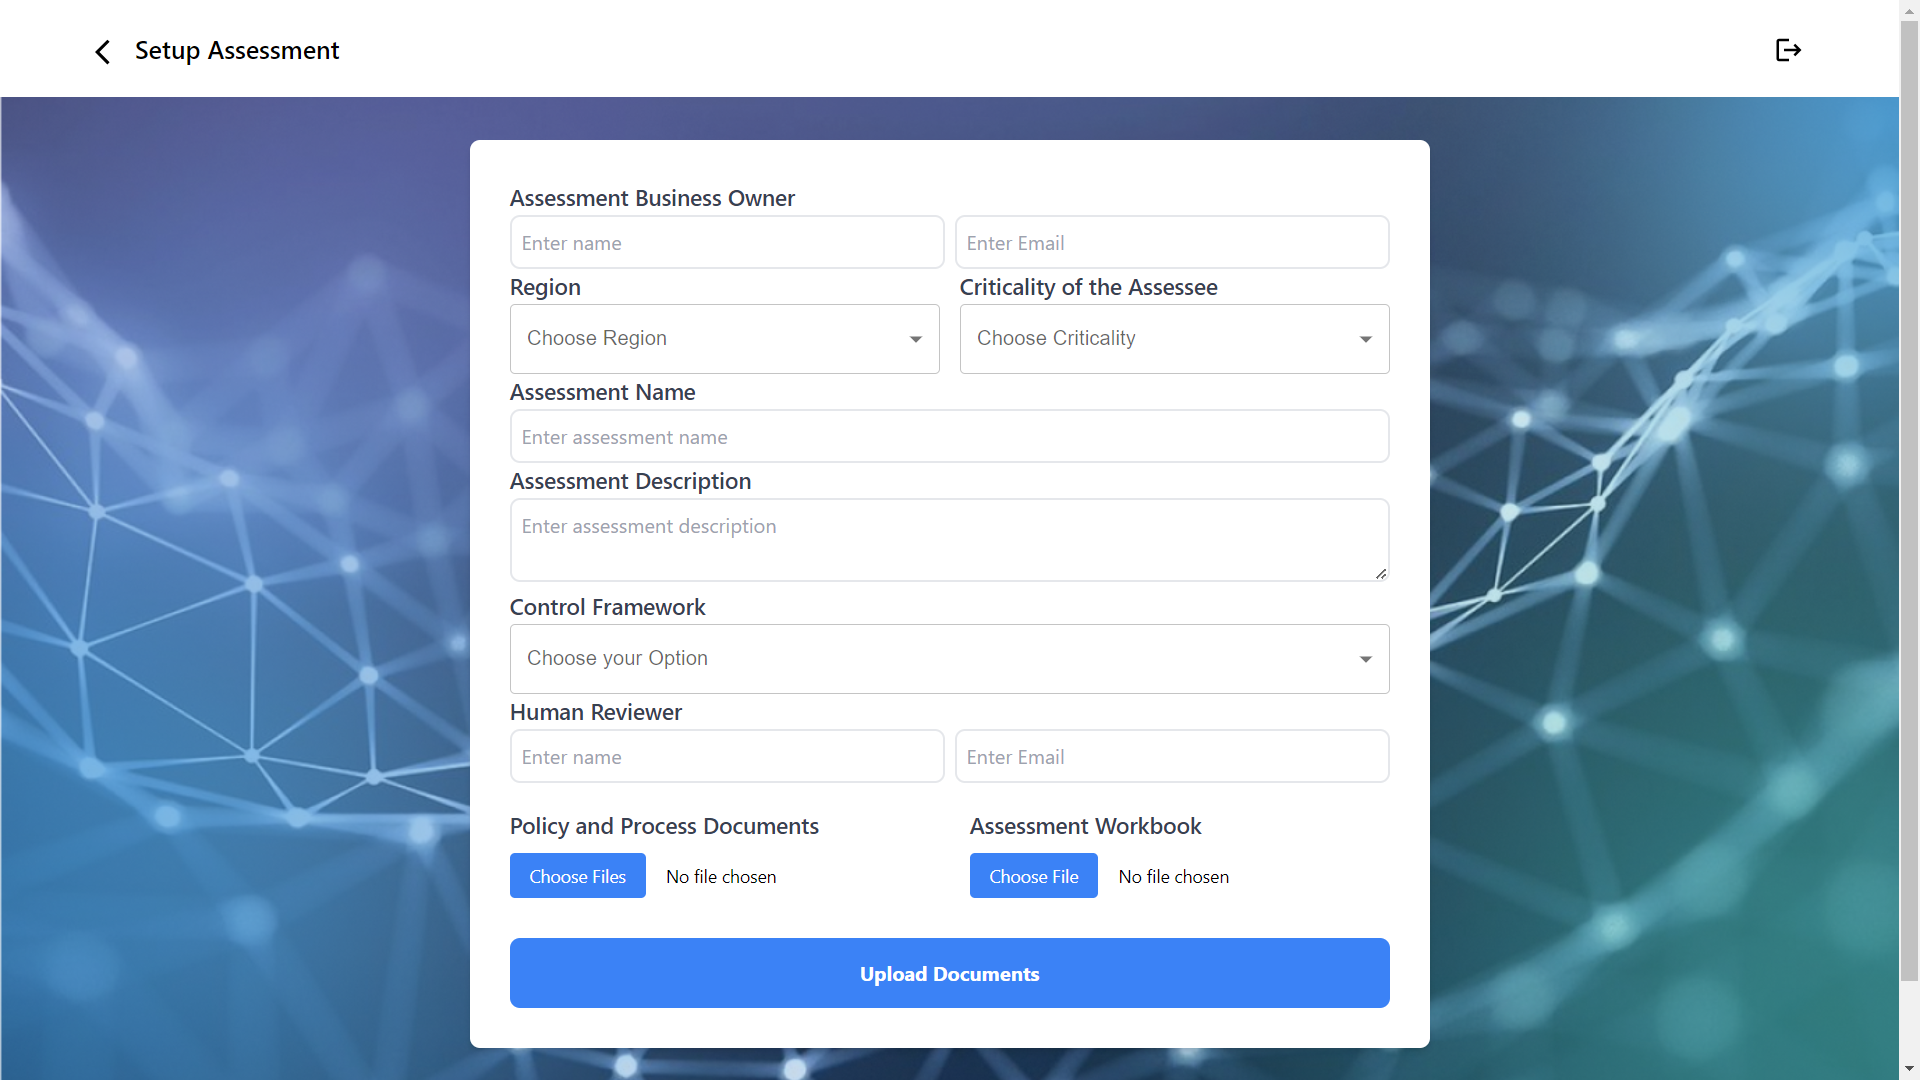 Setup Assessment
Assessment Business Owner
Enter name
Enter Email
Region
Criticality of the Assessee
Choose Region
Choose Criticality
Assessment Name
Enter assessment name
Assessment Description
Enter assessment description
Control Framework
Choose your Option
Human Reviewer
Enter name
Enter Email
Policy and Process Documents
Assessment Workbook
Choose Files No file chosen
Choose File No file chosen
Upload Documents